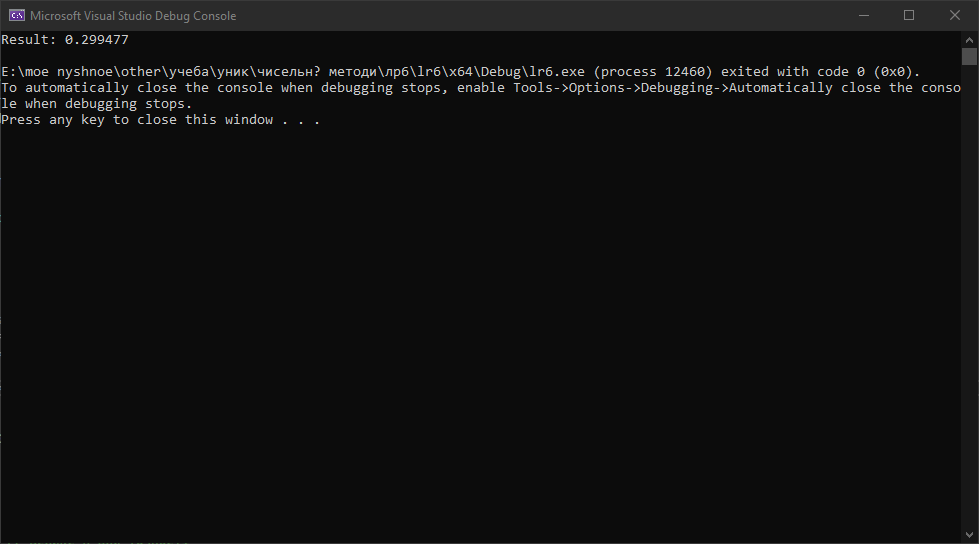 Microsoft Visual Studio Debug Console
Result: 0.299477
E:\moe nyshnoe\other\учеба\уник\чисельн? методи\лр6\lr6\x64\Debug\lr6.exe (process 12460) exited with code 0 (0x0).
To automatically close the console when debugging stops, enable Tools->Options->Debugging->Automatically close the conso
le when debugging stops.
Press any key to close this window . . .